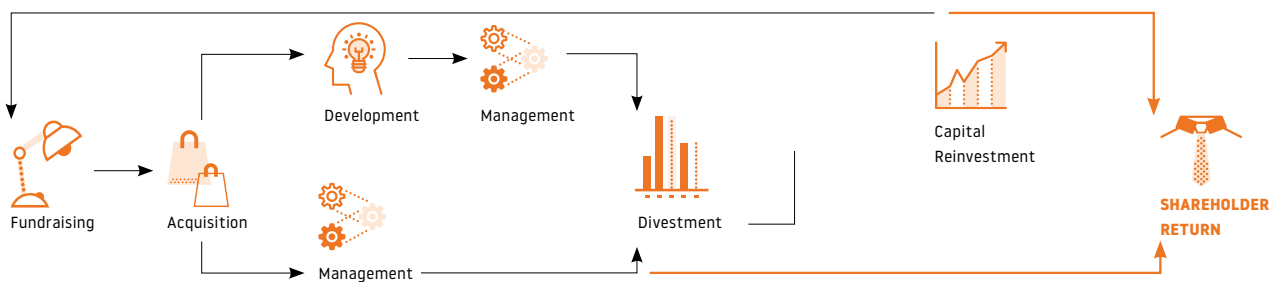 Development
Management
Fundraising
Acquisition
Management
Divestment
Capital
Reinvestment
SHAREHOLDER
RETURN